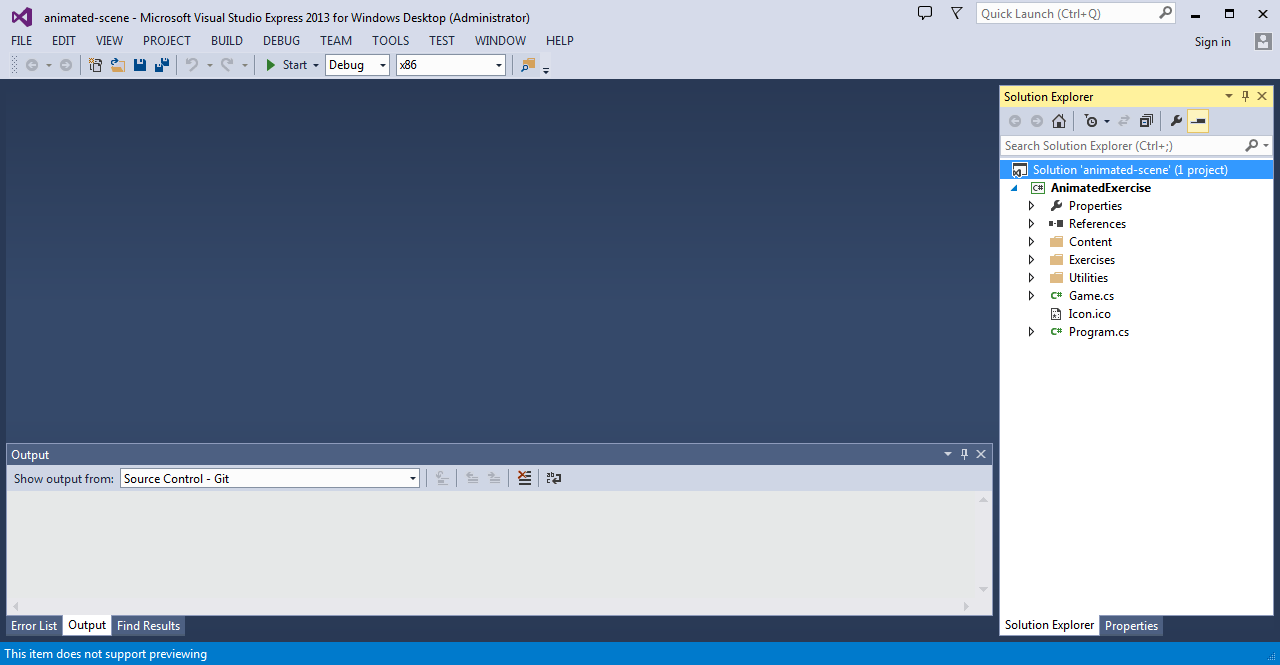 animated-scene - Microsoft Visual Studio Express 2013 for Windows Desktop (Administrator)
Quick Launch (Ctrl+Q)
FILE EDIT VIEW PROJECT BUILD DEBUG TEAM TOOLS TEST WINDOW HELP
Sign in
Start Debug x86
Solution Explorer
Search Solution Explorer (Ctrl+;)
Solution 'animated-scene' (1 project)
C# AnimatedExercise
Properties
References
Content
Exercises
Utilities
C# Game.cs
Icon.ico
C# Program.cs
Output
Show output from: Source Control - Git
Error List Output Find Results
Solution Explorer Properties
This item does not support previewing